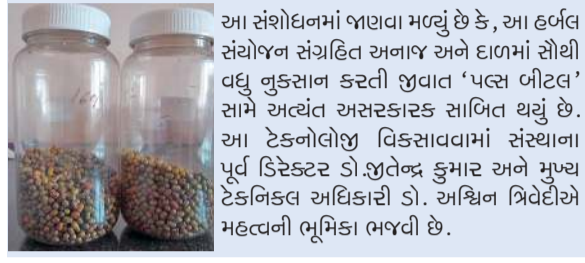 આ સંશોધનમાં જાણવા મળ્યું છે કે, આ હર્બલ
સંયોજન સંગ્રહિત અનાજ અને દાળમાં સૌથી
વધુ નુકસાન કરતી જીવાત ‘પલ્સ બીટલ’
સામે અત્યંત અસરકારક સાબિત થયું છે.
આ ટેકનોલોજી વિકસાવવામાં સંસ્થાના
પૂર્વ ડિરેક્ટર ડો.જીતેન્દ્ર કુમાર અને મુખ્ય
ટેકનિકલ અધિકારી ડો. અશ્વિન ત્રિવેદીએ
મહત્વની ભૂમિકા ભજવી છે.